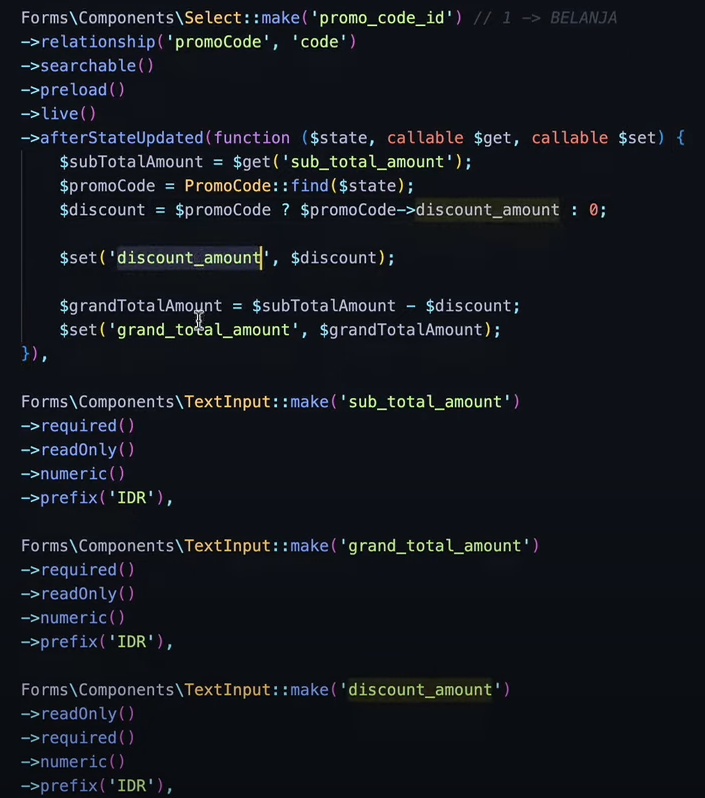 Forms\Components\Select::make('promo_code_id') // 1 -> BELANJA
->relationship('promoCode', 'code')
->searchable()
->preload()
->live()
->afterStateUpdated(function ($state, callable $get, callable $set) {
$subTotalAmount = $get('sub_total_amount');
$promoCode = PromoCode::find($state);
$discount = $promoCode ? $promoCode->discount_amount : 0;
$set('discount_amount', $discount);
$grandTotalAmount = $subTotalAmount - $discount;
$set('grand_total_amount', $grandTotalAmount);
}),
Forms\Components\TextInput::make('sub_total_amount')
->required()
->readOnly()
->numeric()
->prefix('IDR'),
Forms\Components\TextInput::make('grand_total_amount')
->required()
->readOnly()
->numeric()
->prefix('IDR'),
Forms\Components\TextInput::make('discount_amount')
->readOnly()
->required()
->numeric()
->prefix('IDR'),